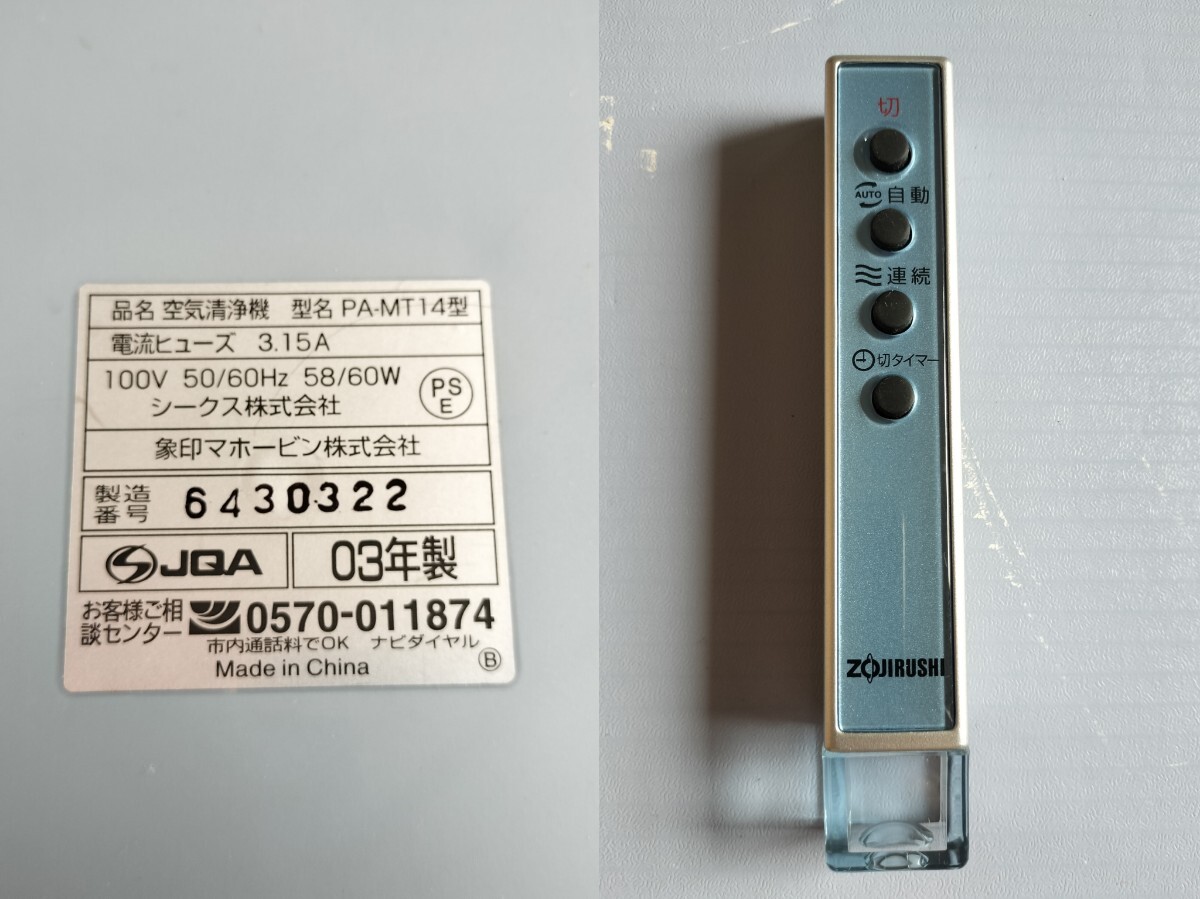 品名 空気清浄機 型名 PA-MT14型
電流ヒューズ 3.15A
100V 50/60Hz 58/60W
シークス株式会社
PS
E
象印マホービン株式会社
製造
番号
6430322
JQA
03年製
お客様ご相
談センター
0570-011874
市内通話料でOK ナビダイヤル
Made in China
B
切
AUTO 自動
連続
切タイマー
ZOJIRUSHI